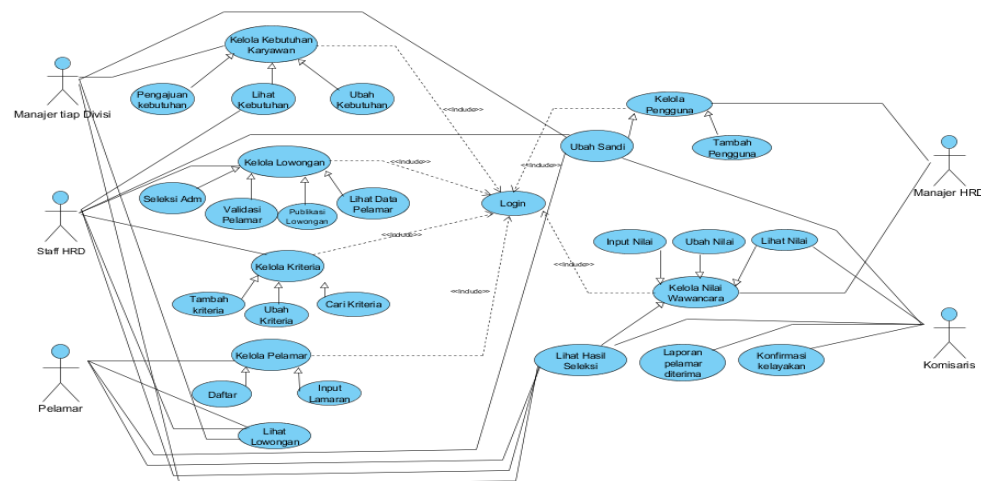 Kelola Kebutuhan
Karyawan
Pengajuan
kebutuhan
Lihat
Kebutuhan
Ubah
Kebutuhan
Manajer tiap Divisi
<<Include>>
Kelola
Pengguna
Ubah Sandi
Tambah
Pengguna
<<Include>>
Manajer HRD
Kelola Lowongan
<<Include>>
Seleksi Adm
Validasi
Pelamar
Publikasi
Lowongan
Lihat Data
Pelamar
Login
Staff HRD
<<Include>>
Input Nilai
Ubah Nilai
Lihat Nilai
Kelola Kriteria
<<Include>>
Tambah
kriteria
Ubah
Kriteria
Cari Kriteria
<<Include>>
Kelola Nilai
Wawancara
Kelola Pelamar
Lihat Hasil
Seleksi
Laporan
pelamar
diterima
Konfirmasi
kelayakan
Komisaris
Daftar
Input
Lamaran
Pelamar
Lihat
Lowongan